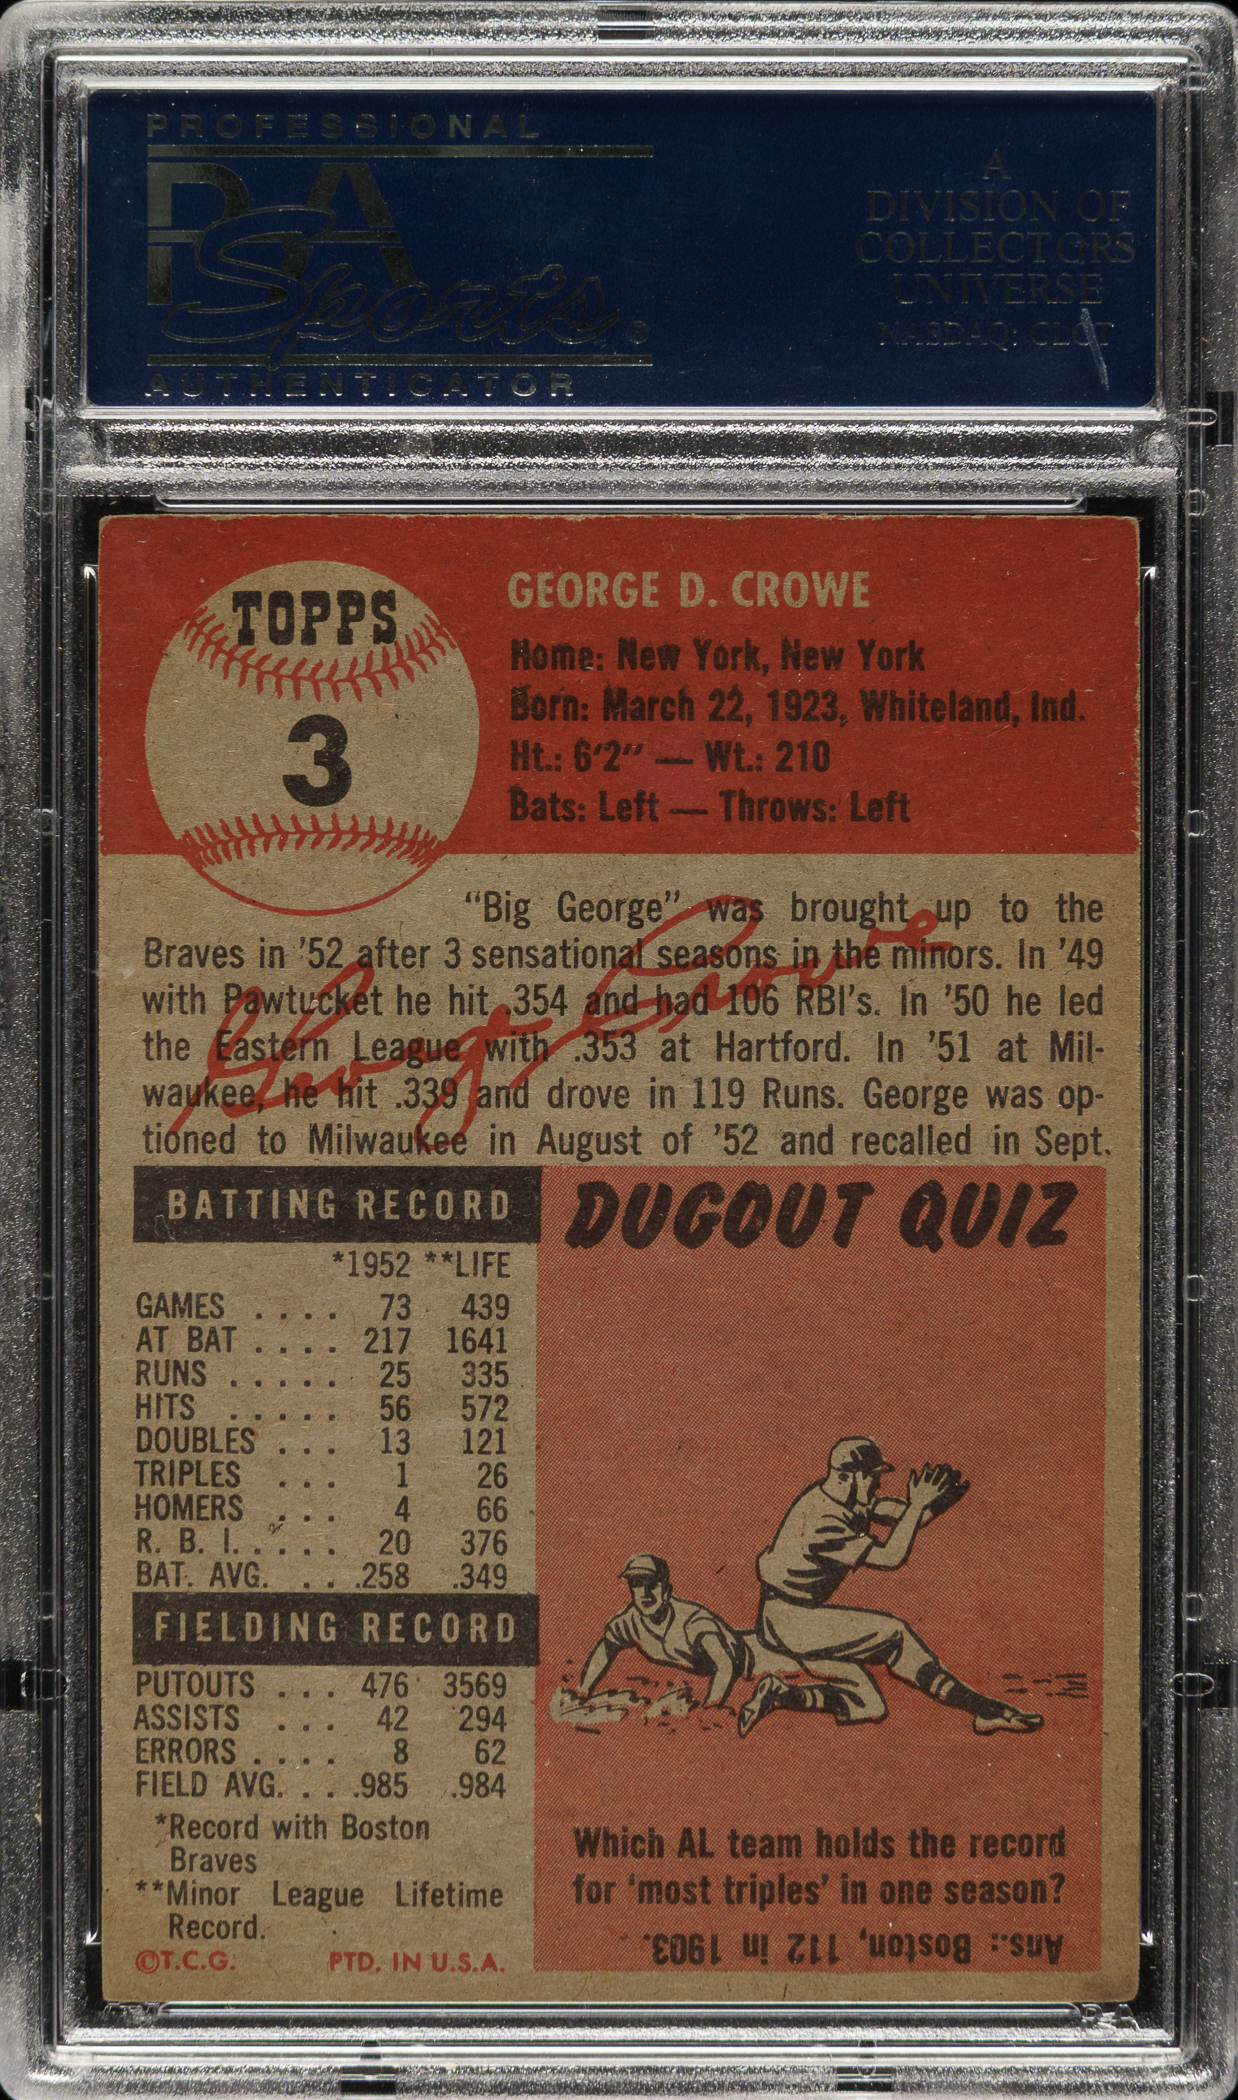 PROFESSIONAL
PSA
Sports®
AUTHENTICATOR
A
DIVISION OF
COLLECTORS
UNIVERSE
NASDAQ: CLCT
TOPPS
3
GEORGE D. CROWE
Home: New York, New York
Born: March 22, 1923, Whiteland, Ind.
Ht.: 6'2" — Wt.: 210
Bats: Left — Throws: Left
"Big George" was brought up to the
Braves in '52 after 3 sensational seasons in the minors. In '49
with Pawtucket he hit .354 and had 106 RBI's. In '50 he led
the Eastern League with .353 at Hartford. In '51 at Mil-
waukee, he hit .339 and drove in 119 Runs. George was op-
tioned to Milwaukee in August of '52 and recalled in Sept.
George Crowe
BATTING RECORD
*1952 **LIFE
GAMES .... 73 439
AT BAT .... 217 1641
RUNS ..... 25 335
HITS ..... 56 572
DOUBLES ... 13 121
TRIPLES ... 1 26
HOMERS ... 4 66
R. B. I. .... 20 376
BAT. AVG. ... .258 .349
FIELDING RECORD
PUTOUTS ... 476 3569
ASSISTS ... 42 294
ERRORS .... 8 62
FIELD AVG. ... .985 .984
*Record with Boston
Braves
**Minor League Lifetime
Record.
©T.C.G. PTD. IN U.S.A.
DUGOUT QUIZ
Which AL team holds the record
for 'most triples' in one season?
Ans.: Boston, 112 in 1903.